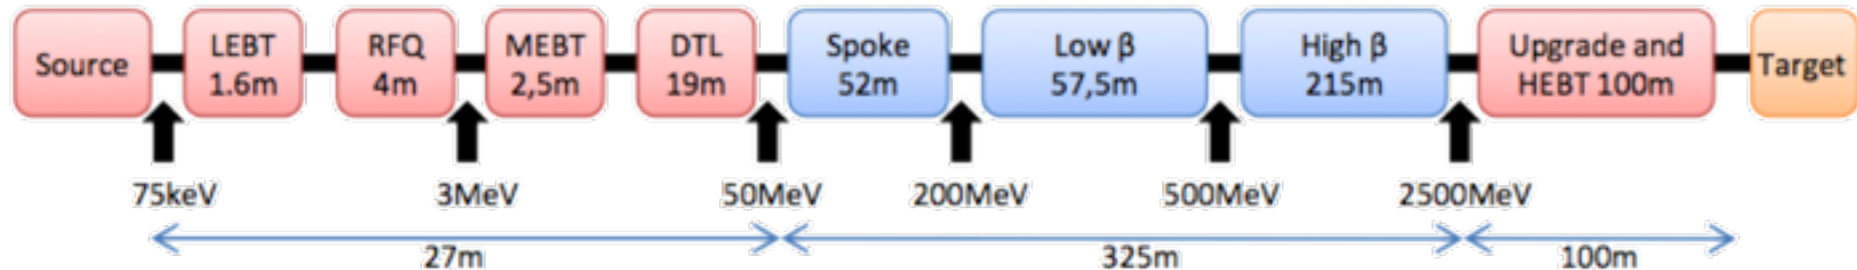 Source
LEBT
1.6m
RFQ
4m
MEBT
2,5m
DTL
19m
Spoke
52m
Low β
57,5m
High β
215m
Upgrade and
HEBT 100m
Target
75keV
3MeV
50MeV
200MeV
500MeV
2500MeV
27m
325m
100m